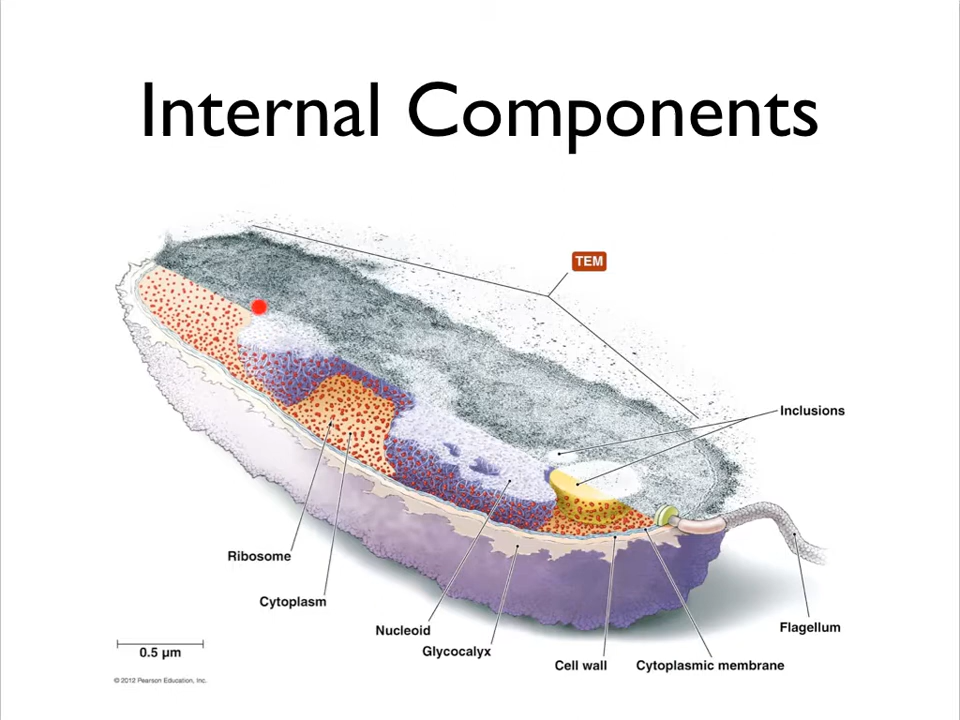 Internal Components
TEM
Inclusions
Ribosome
Cytoplasm
Nucleoid
Glycocalyx
Cell wall
Cytoplasmic membrane
Flagellum
0.5 µm
© 2012 Pearson Education, Inc.